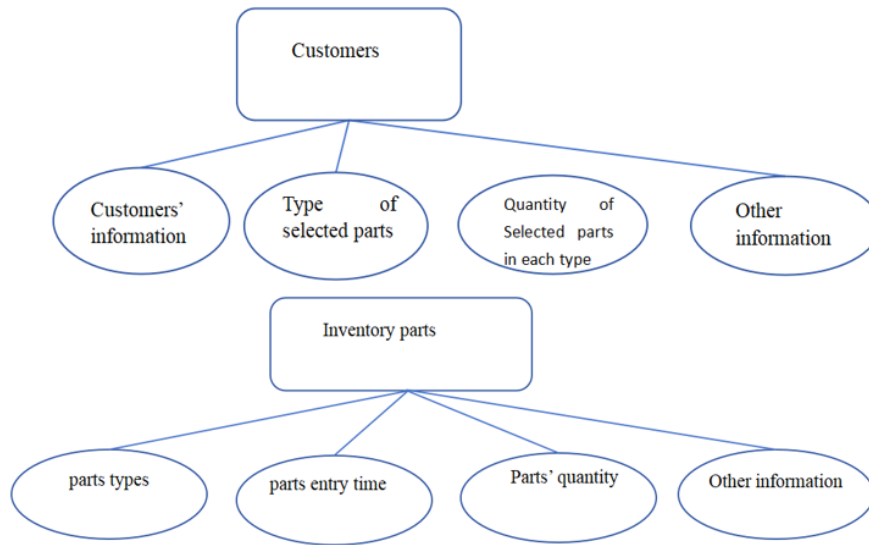 Customers
Customers’
information
Type of
selected parts
Quantity of
Selected parts
in each type
Other
information
Inventory parts
parts types
parts entry time
Parts’ quantity
Other information